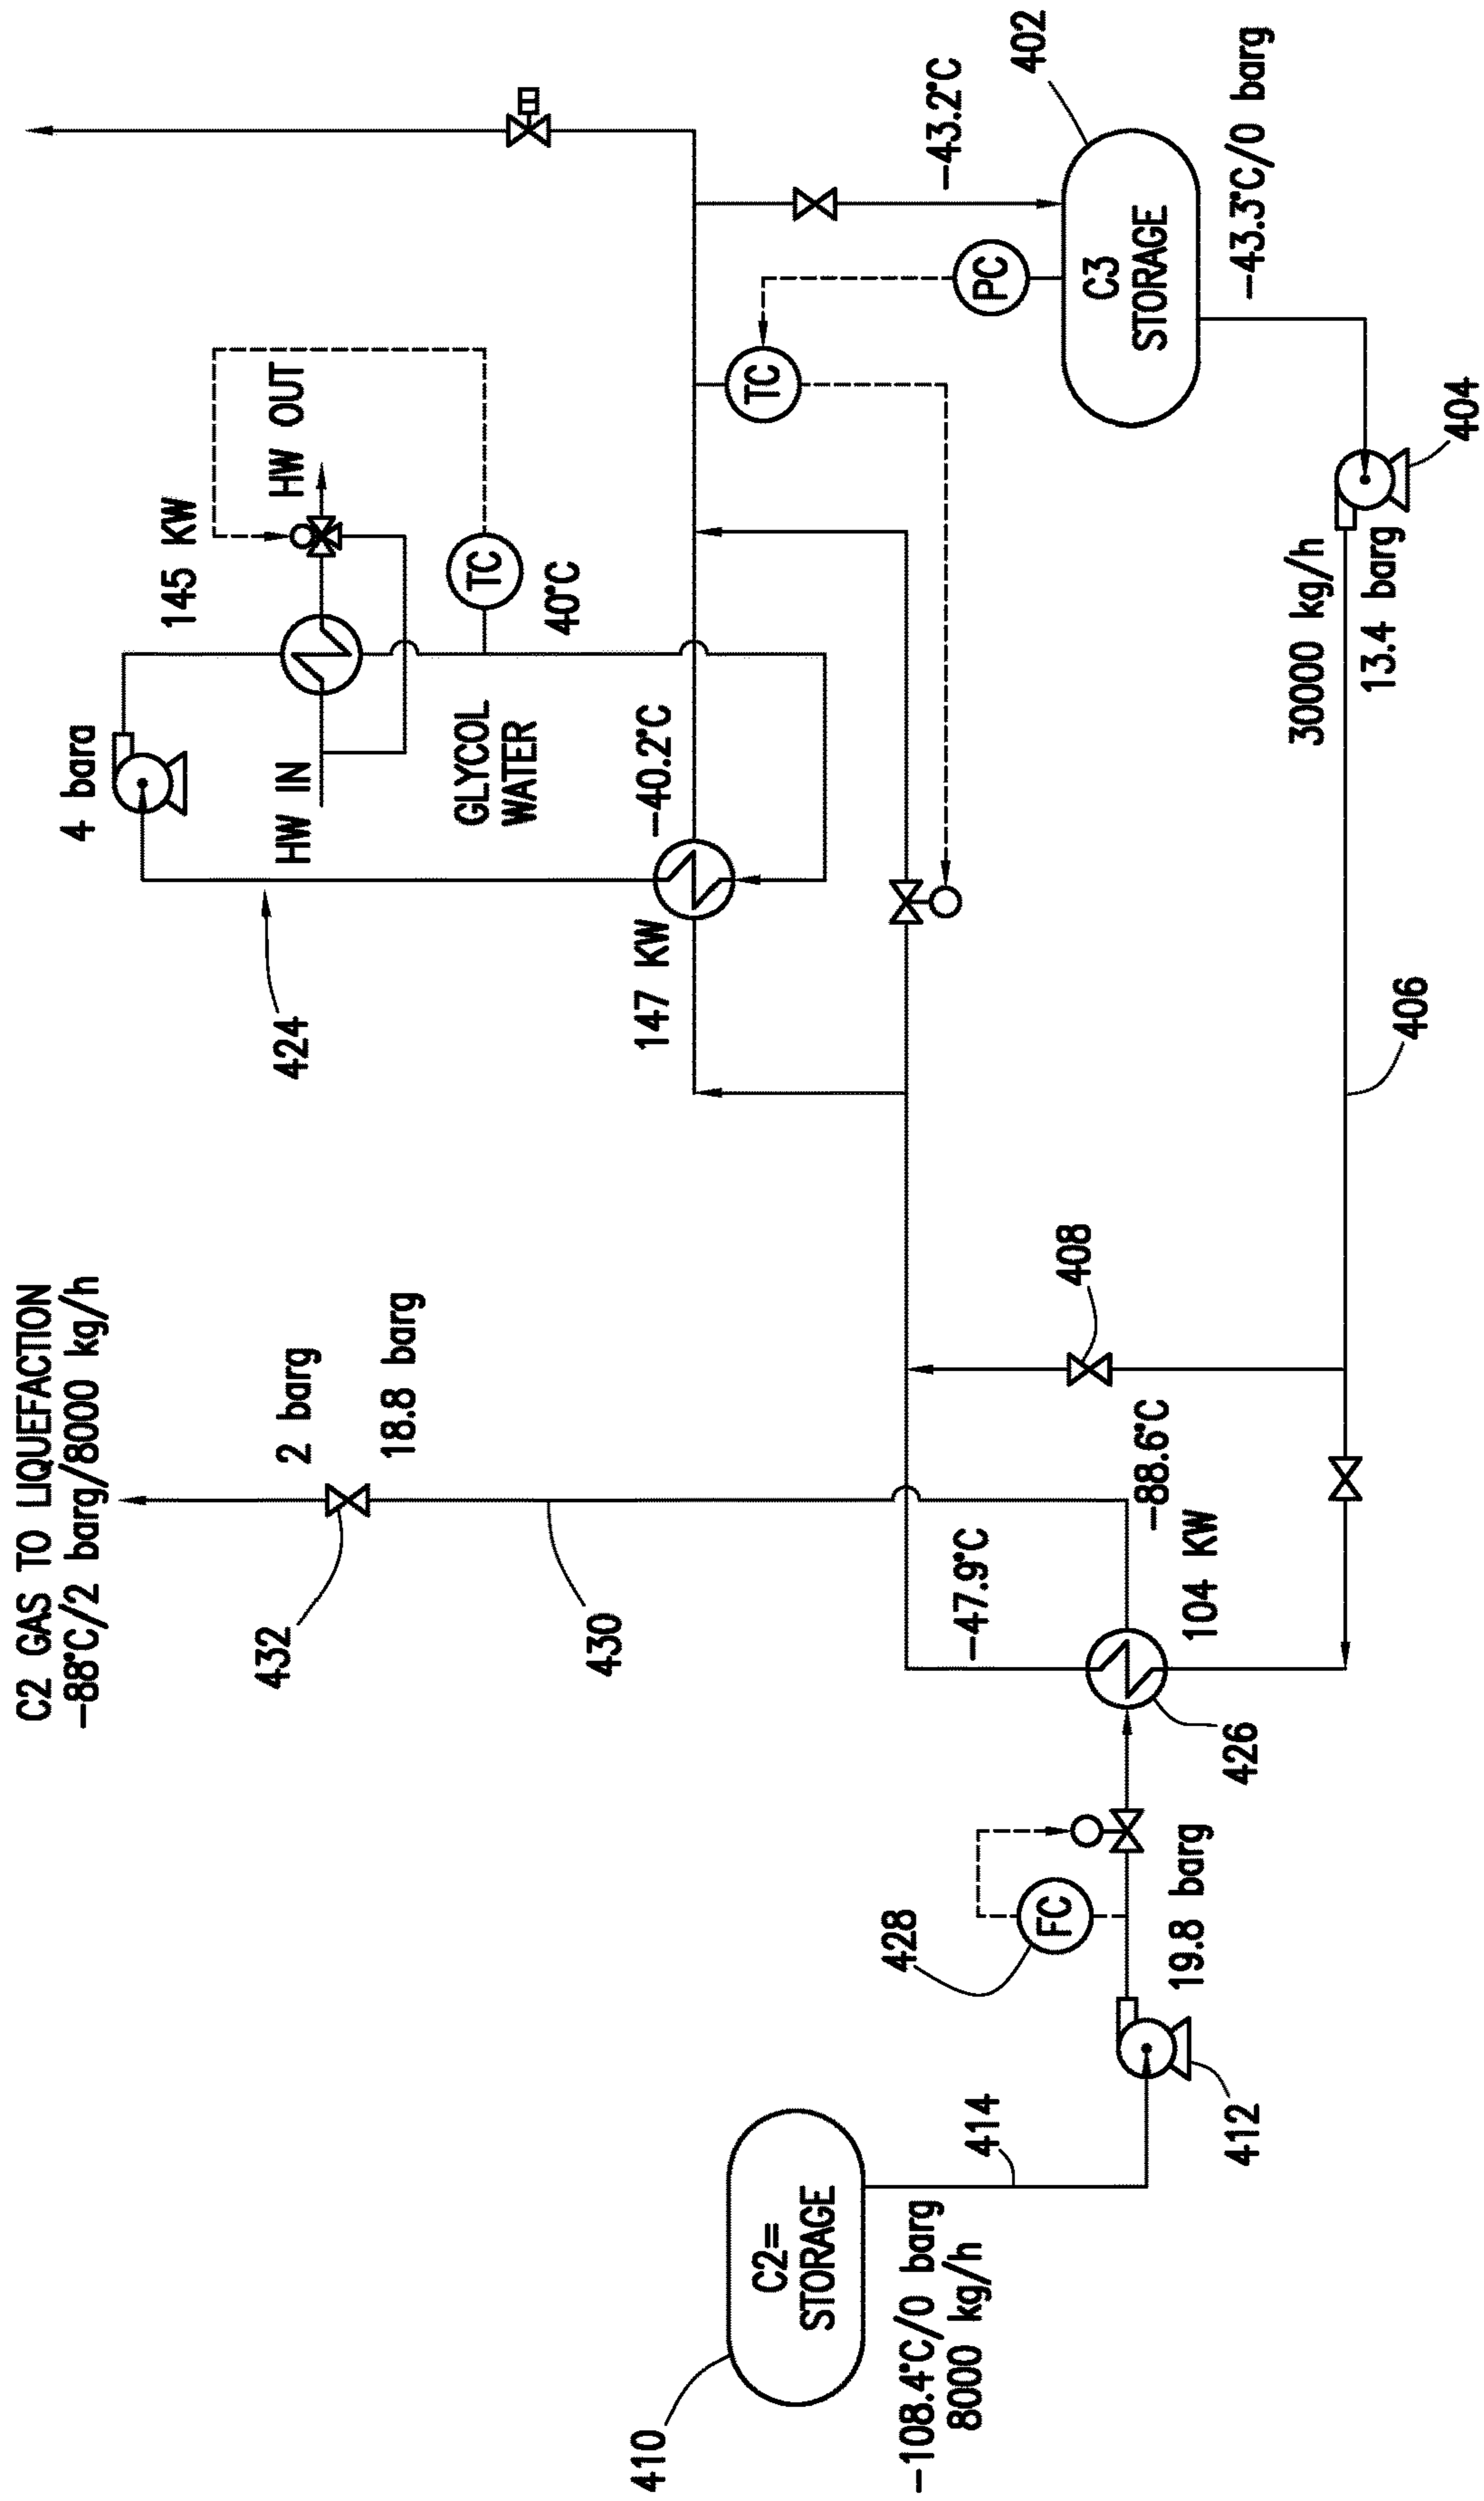 C2 GAS TO LIQUEFACTION
-88°C/2 barg/8000 kg/h
2 barg
18.8 barg
432
430
4 bara
145 KW
HW IN
HW OUT
TC
40°C
GLYCOL
WATER
424
147 KW
-40.2°C
TC
PC
-43.2°C
402
C3
STORAGE
-43.3°C/0 barg
404
30000 kg/h
13.4 barg
406
408
-47.9°C
-88.6°C
104 KW
426
428
FC
19.8 barg
412
414
C2=
STORAGE
410
-108.4°C/0 barg
8000 kg/h